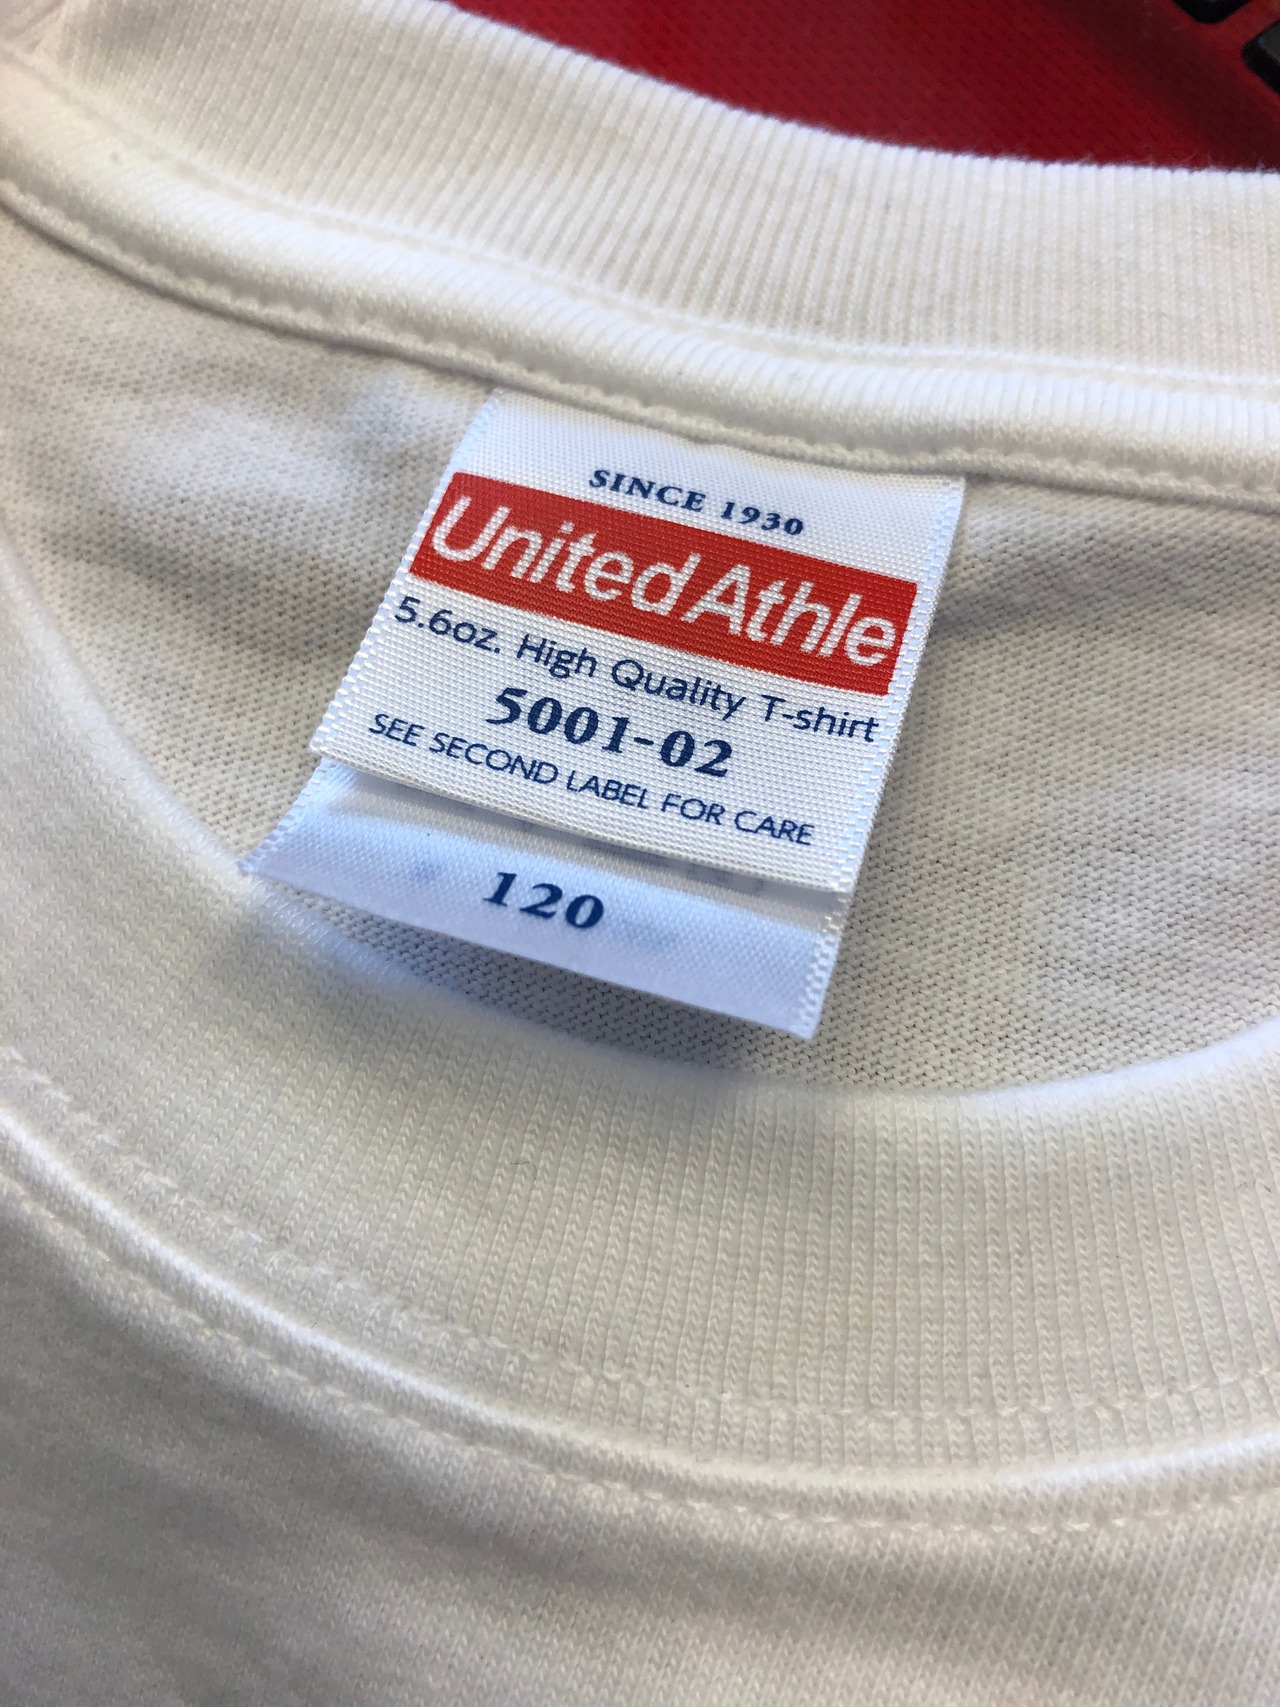 SINCE 1930
United Athle
5.6oz. High Quality T-shirt
5001-02
SEE SECOND LABEL FOR CARE
120